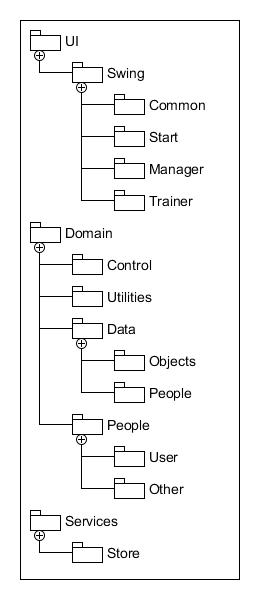 UI
Swing
Common
Start
Manager
Trainer
Domain
Control
Utilities
Data
Objects
People
People
User
Other
Services
Store